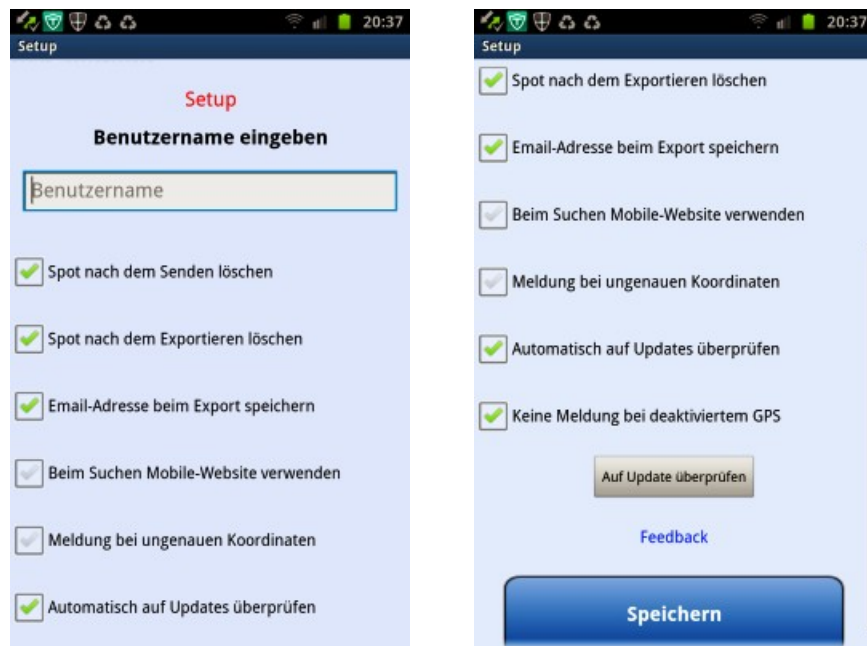 20:37
Setup
Setup
Benutzername eingeben
Benutzername
Spot nach dem Senden löschen
Spot nach dem Exportieren löschen
Email-Adresse beim Export speichern
Beim Suchen Mobile-Website verwenden
Meldung bei ungenauen Koordinaten
Automatisch auf Updates überprüfen
20:37
Setup
Spot nach dem Exportieren löschen
Email-Adresse beim Export speichern
Beim Suchen Mobile-Website verwenden
Meldung bei ungenauen Koordinaten
Automatisch auf Updates überprüfen
Keine Meldung bei deaktiviertem GPS
Auf Update überprüfen
Feedback
Speichern